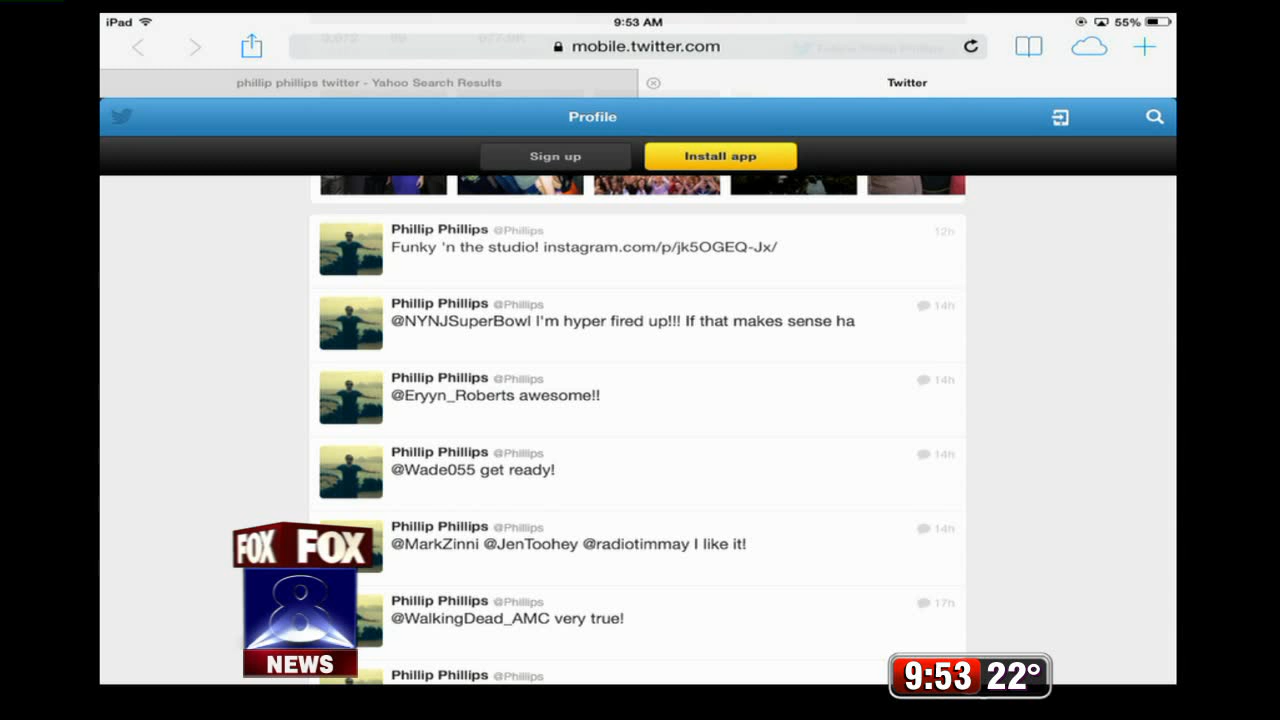 iPad 9:53 AM 55%
mobile.twitter.com
phillip phillips twitter - Yahoo Search Results Twitter
Profile
Sign up Install app
Phillip Phillips @Phillips 12h
Funky 'n the studio! instagram.com/p/jk5OGEQ-Jx/
Phillip Phillips @Phillips 14h
@NYNJSuperBowl I'm hyper fired up!!! If that makes sense ha
Phillip Phillips @Phillips 14h
@Eryyn_Roberts awesome!!
Phillip Phillips @Phillips 14h
@Wade055 get ready!
Phillip Phillips @Phillips 14h
@MarkZinni @JenToohey @radiotimmay I like it!
Phillip Phillips @Phillips 17h
@WalkingDead_AMC very true!
Phillip Phillips @Phillips
FOX FOX
8
NEWS
9:53 22°